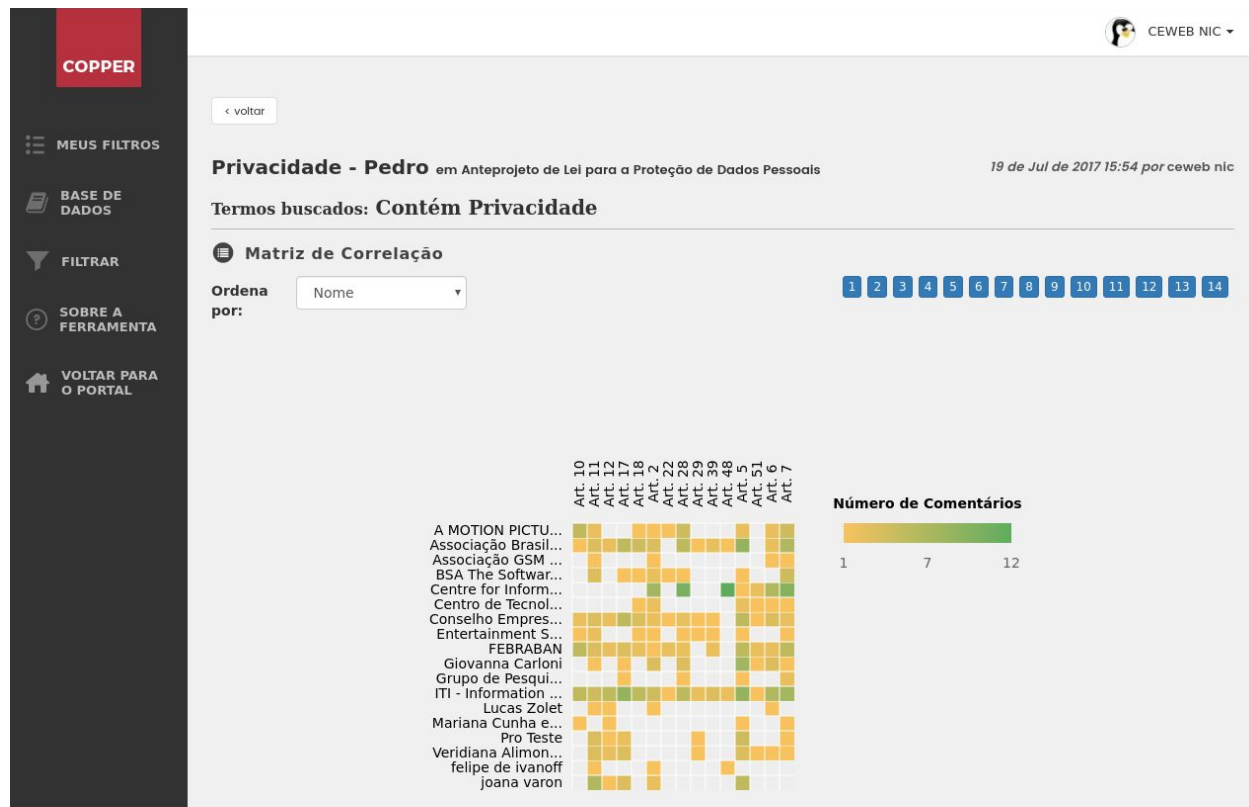 COPPER
CEWEB NIC
MEUS FILTROS
BASE DE
DADOS
FILTRAR
SOBRE A
FERRAMENTA
VOLTAR PARA
O PORTAL
< voltar
Privacidade - Pedro em Anteprojeto de Lei para a Proteção de Dados Pessoais
19 de Jul de 2017 15:54 por ceweb nic
Termos buscados: Contém Privacidade
Matriz de Correlação
Ordena
por:
Nome
1 2 3 4 5 6 7 8 9 10 11 12 13 14
Art. 10
Art. 11
Art. 12
Art. 17
Art. 18
Art. 2
Art. 22
Art. 28
Art. 29
Art. 39
Art. 48
Art. 5
Art. 51
Art. 6
Art. 7
A MOTION PICTU...
Associação Brasil...
Associação GSM ...
BSA The Softwar...
Centre for Inform...
Centro de Tecnol...
Conselho Empres...
Entertainment S...
FEBRABAN
Giovanna Carloni
Grupo de Pesqui...
ITI - Information ...
Lucas Zolet
Mariana Cunha e...
Pro Teste
Veridiana Alimon...
felipe de ivanoff
joana varon
Número de Comentários
1 7 12